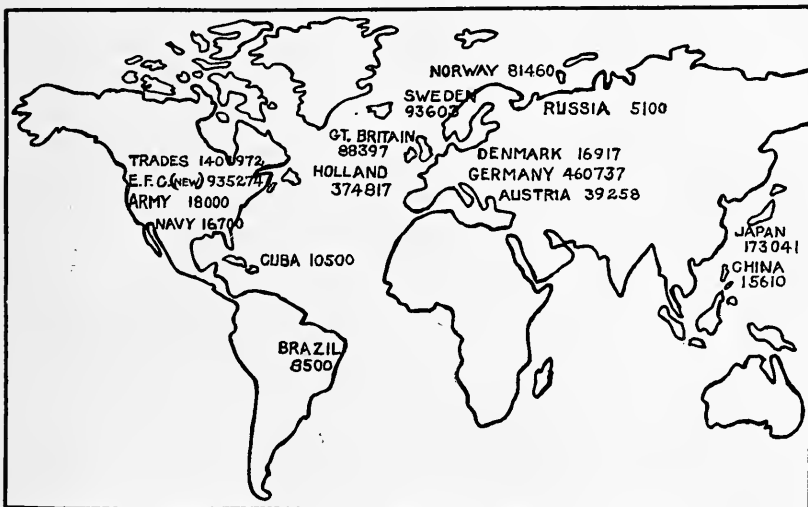 NORWAY 81460
SWEDEN
93603
RUSSIA 5100
GT. BRITAIN
88397
HOLLAND
374817
DENMARK 16917
GERMANY 460737
AUSTRIA 39258
TRADES 1401972
E.F.C.(NEW) 935274
ARMY 18000
NAVY 16700
CUBA 10500
JAPAN
173041
CHINA
15610
BRAZIL
8500